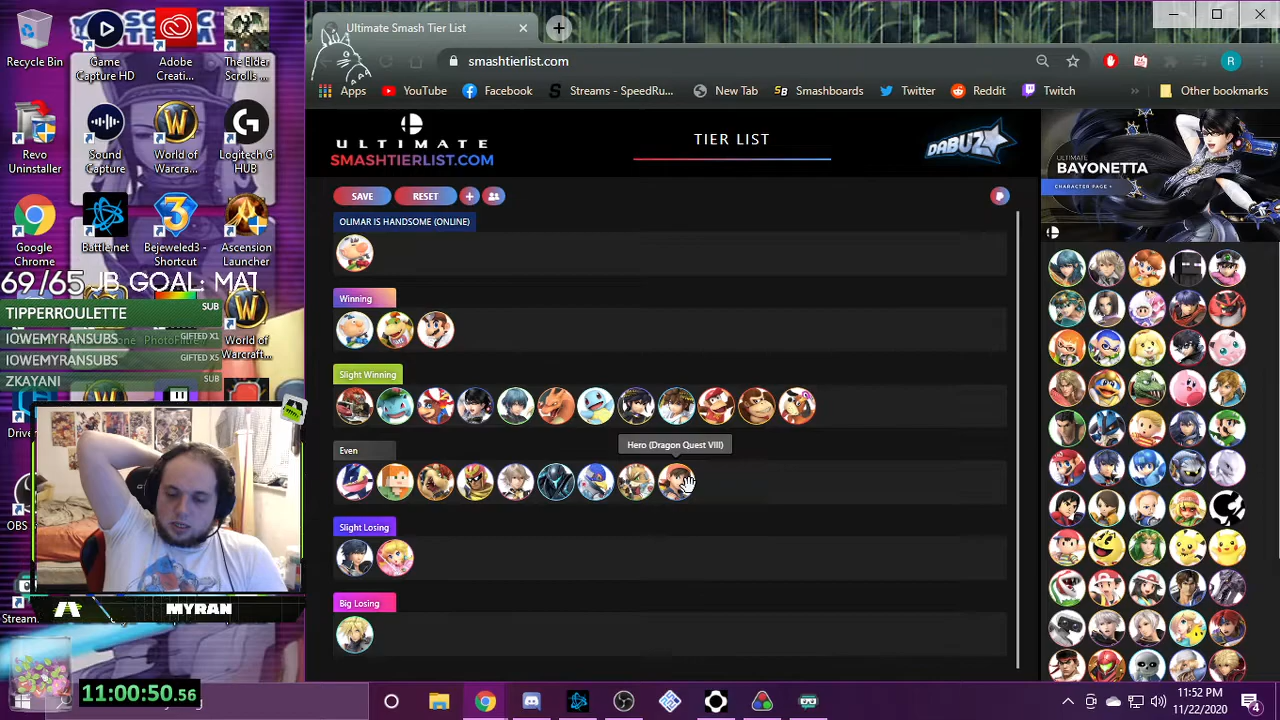 Recycle Bin
Game Capture HD
Adobe Creati...
The Elder Scrolls ...
Revo Uninstaller
Sound Capture
World of Warcra...
Logitech G HUB
Google Chrome
Battle.net
Bejeweled3 - Shortcut
Ascension Launcher
69/65 JB GOAL:
TIPPERROULETTE SUB
IOWEMYRANSUBS GIFTED X1
IOWEMYRANSUBS GIFTED X5
ZKAYANI SUB
World of Warcraft...
OBS
MYRAN
11:00:50.56
Ultimate Smash Tier List
smashtierlist.com
R
Apps
YouTube
Facebook
Streams - SpeedRu...
New Tab
Smashboards
Twitter
Reddit
Twitch
Other bookmarks
ULTIMATE
SMASHTIERLIST.COM
TIER LIST
DABUZ
SAVE
RESET
OLIMAR IS HANDSOME (ONLINE)
Winning
Slight Winning
Hero (Dragon Quest VIII)
Even
Slight Losing
Big Losing
ULTIMATE
BAYONETTA
CHARACTER PAGE +
11:52 PM
11/22/2020
4